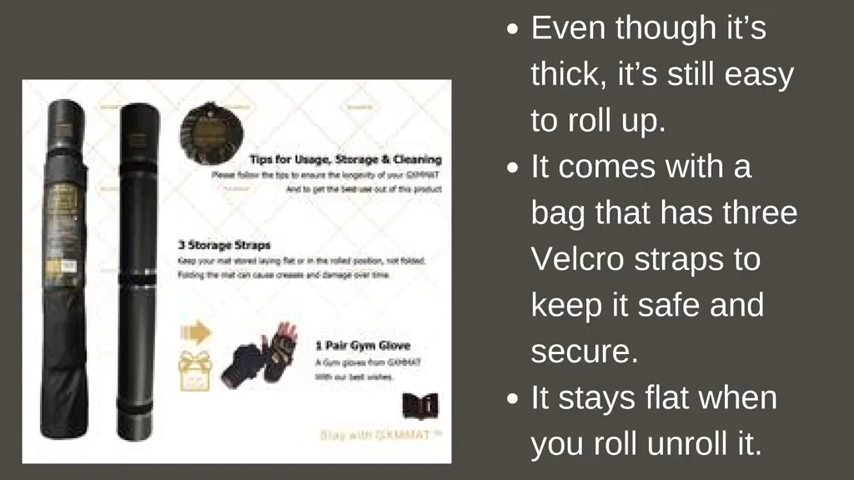 Tips for Usage, Storage & Cleaning
Please follow the tips to ensure the longevity of your GXMMAT
And to get the best use out of this product
3 Storage Straps
Keep your mat stored laying flat or in the rolled position, not folded.
Folding the mat can cause creases and damage over time.
1 Pair Gym Glove
A Gym gloves from GXMMAT
With our best wishes.
Stay with GXMMAT™
• Even though it’s
thick, it’s still easy
to roll up.
• It comes with a
bag that has three
Velcro straps to
keep it safe and
secure.
• It stays flat when
you roll unroll it.